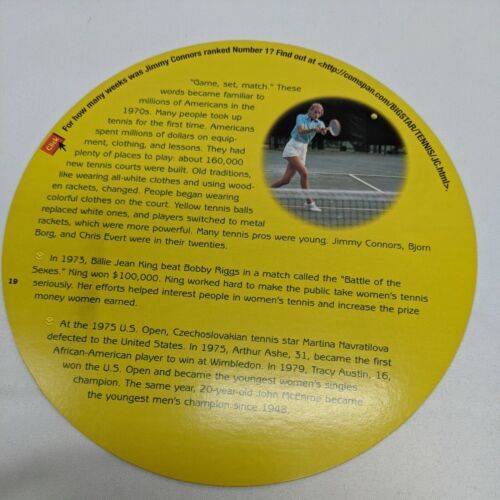 For how many weeks was Jimmy Connors ranked Number 1? Find out at <http://comspan.com/BIGSTAR/TENNIS/JC.html>.
Click
"Game, set, match." These
words became familiar to
millions of Americans in the
1970s. Many people took up
tennis for the first time. Americans
spent millions of dollars on equip-
ment, clothing, and lessons. They had
plenty of places to play: about 160,000
new tennis courts were built. Old traditions,
like wearing all-white clothes and using wood-
en rackets, changed. People began wearing
colorful clothes on the court. Yellow tennis balls
replaced white ones, and players switched to metal
rackets, which were more powerful. Many tennis pros were young. Jimmy Connors, Bjorn
Borg, and Chris Evert were in their twenties.
In 1973, Billie Jean King beat Bobby Riggs in a match called the "Battle of the
Sexes." King won $100,000. King worked hard to make the public take women's tennis
seriously. Her efforts helped interest people in women's tennis and increase the prize
money women earned.
19
At the 1975 U.S. Open, Czechoslovakian tennis star Martina Navratilova
defected to the United States. In 1975, Arthur Ashe, 31, became the first
African-American player to win at Wimbledon. In 1979, Tracy Austin, 16,
won the U.S. Open and became the youngest women's singles
champion. The same year, 20-year-old John McEnroe became
the youngest men's champion since 1948.